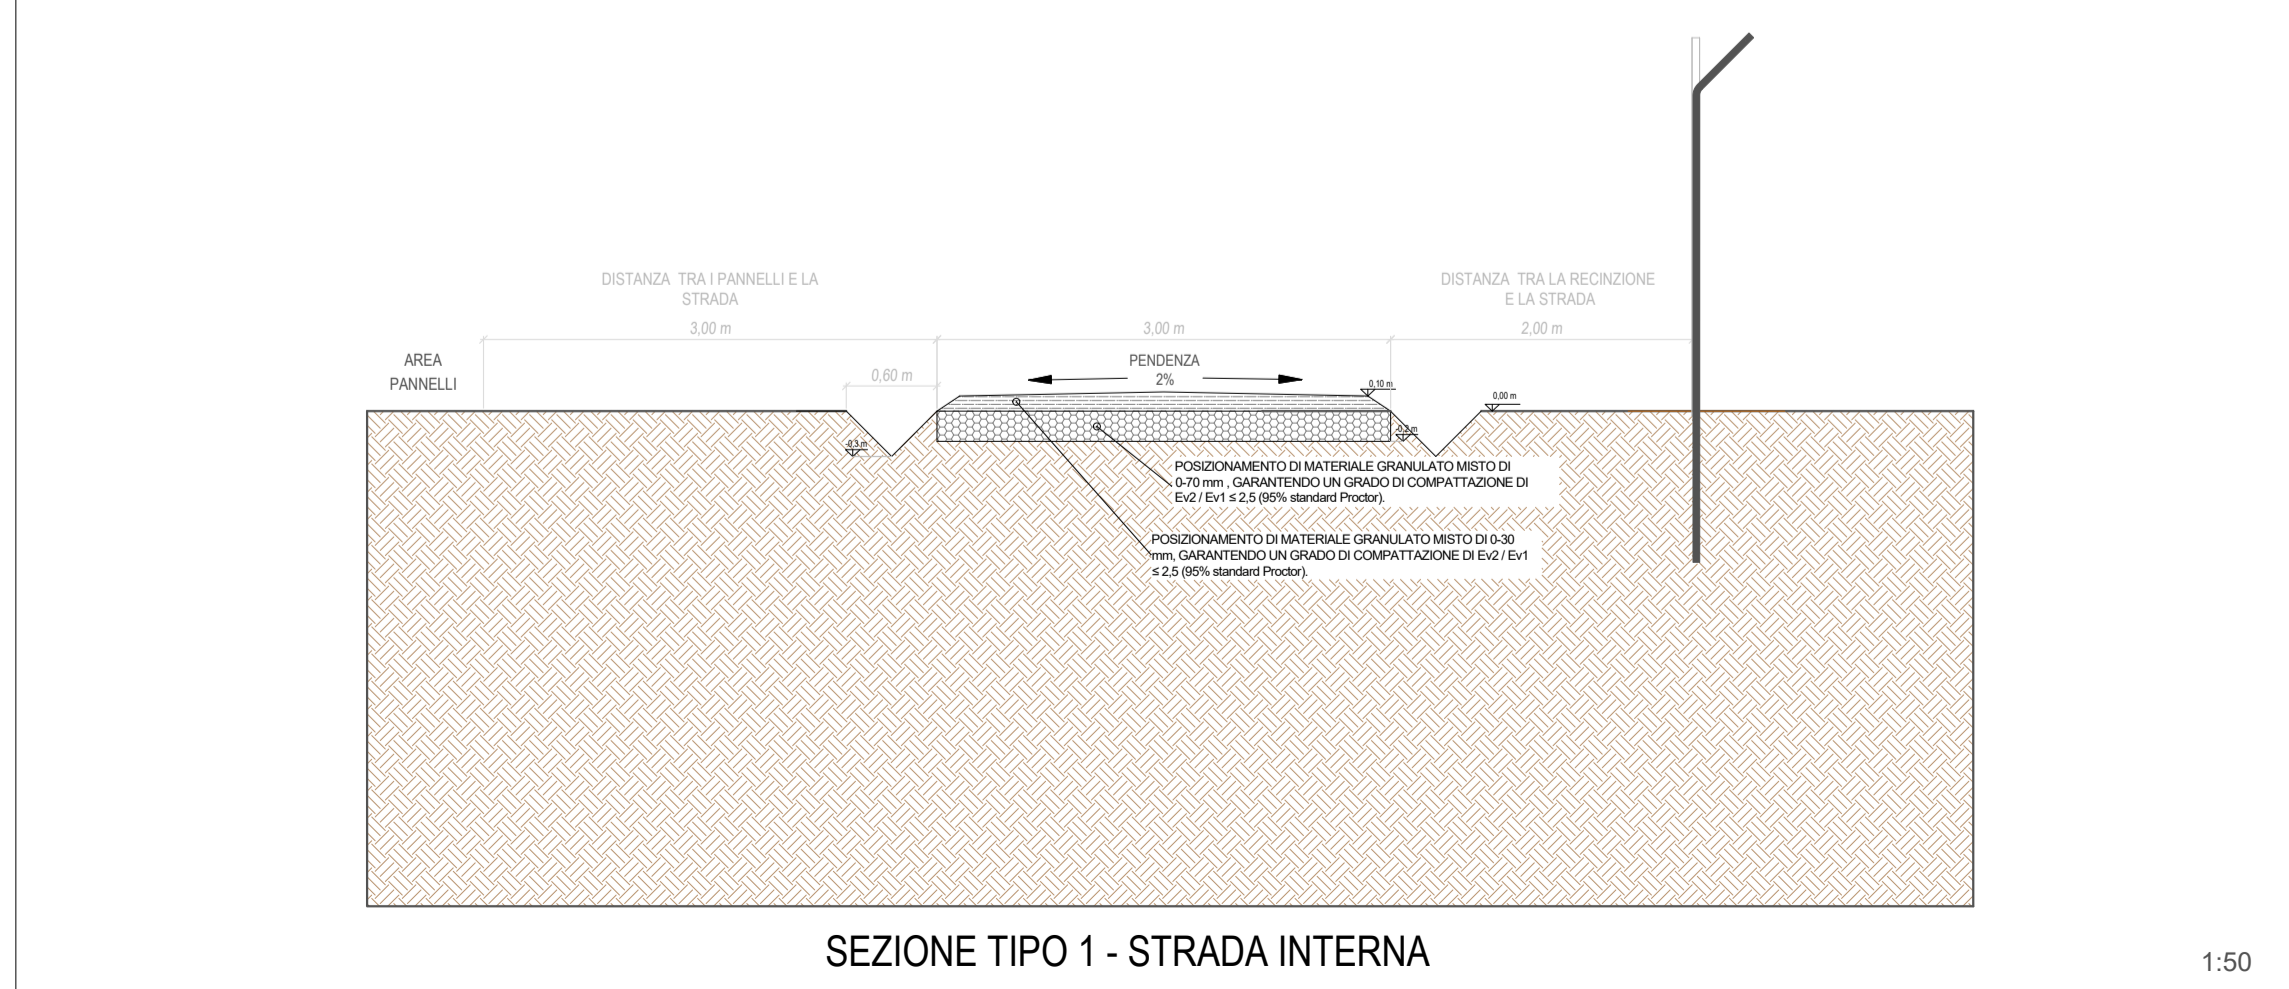 DISTANZA TRA I PANNELLI E LA
STRADA
3,00 m
3,00 m
DISTANZA TRA LA RECINZIONE
E LA STRADA
2,00 m
AREA
PANNELLI
0,60 m
PENDENZA
2%
0,10 m
0,00 m
-0,3 m
-0,2 m
POSIZIONAMENTO DI MATERIALE GRANULATO MISTO DI
0-70 mm , GARANTENDO UN GRADO DI COMPATTAZIONE DI
Ev2 / Ev1 ≤ 2,5 (95% standard Proctor).
POSIZIONAMENTO DI MATERIALE GRANULATO MISTO DI 0-30
mm, GARANTENDO UN GRADO DI COMPATTAZIONE DI Ev2 / Ev1
≤ 2,5 (95% standard Proctor).
SEZIONE TIPO 1 - STRADA INTERNA
1:50